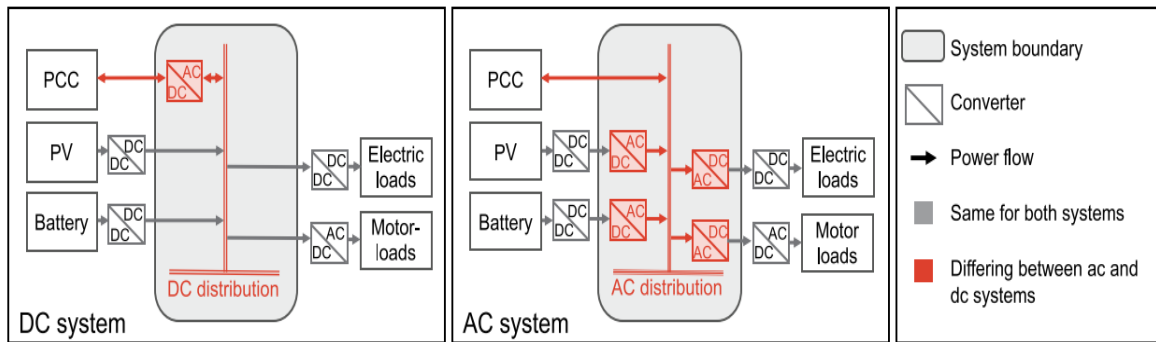 PCC
AC
DC
PV
DC
DC
Battery
DC
DC
DC
DC
Electric
loads
AC
DC
Motor-
loads
DC distribution
DC system
PCC
PV
DC
DC
AC
DC
Battery
DC
DC
AC
DC
DC
AC
DC
DC
Electric
loads
DC
AC
AC
DC
Motor
loads
AC distribution
AC system
System boundary
Converter
Power flow
Same for both systems
Differing between ac and
dc systems